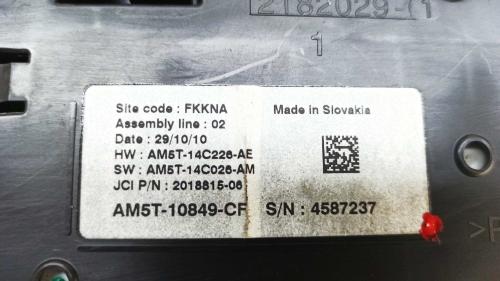 2182029-(1
1
Site code : FKKNA
Made in Slovakia
Assembly line : 02
Date : 29/10/10
HW : AM5T-14C226-AE
SW : AM5T-14C026-AM
JCI P/N : 2018815-06
AM5T-10849-CF S/N : 4587237